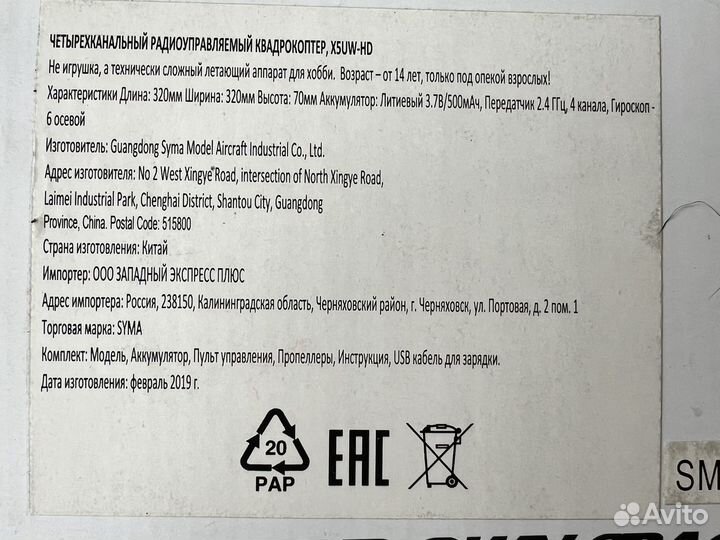 ЧЕТЫРЕХКАНАЛЬНЫЙ РАДИОУПРАВЛЯЕМЫЙ КВАДРОКОПТЕР, X5UW-HD
Не игрушка, а технически сложный летающий аппарат для хобби. Возраст – от 14 лет, только под опекой взрослых!
Характеристики Длина: 320мм Ширина: 320мм Высота: 70мм Аккумулятор: Литиевый 3.7В/500мАч, Передатчик 2.4 ГГц, 4 канала, Гироскоп -
6 осевой
Изготовитель: Guangdong Syma Model Aircraft Industrial Co., Ltd.
Адрес изготовителя: No 2 West Xingye Road, intersection of North Xingye Road,
Laimei Industrial Park, Chenghai District, Shantou City, Guangdong
Province, China. Postal Code: 515800
Страна изготовления: Китай
Импортер: ООО ЗАПАДНЫЙ ЭКСПРЕСС ПЛЮС
Адрес импортера: Россия, 238150, Калининградская область, Черняховский район, г. Черняховск, ул. Портовая, д. 2 пом. 1
Торговая марка: SYMA
Комплект: Модель, Аккумулятор, Пульт управления, Пропеллеры, Инструкция, USB кабель для зарядки.
Дата изготовления: февраль 2019 г.
20
PAP
EAC
SM
Avito